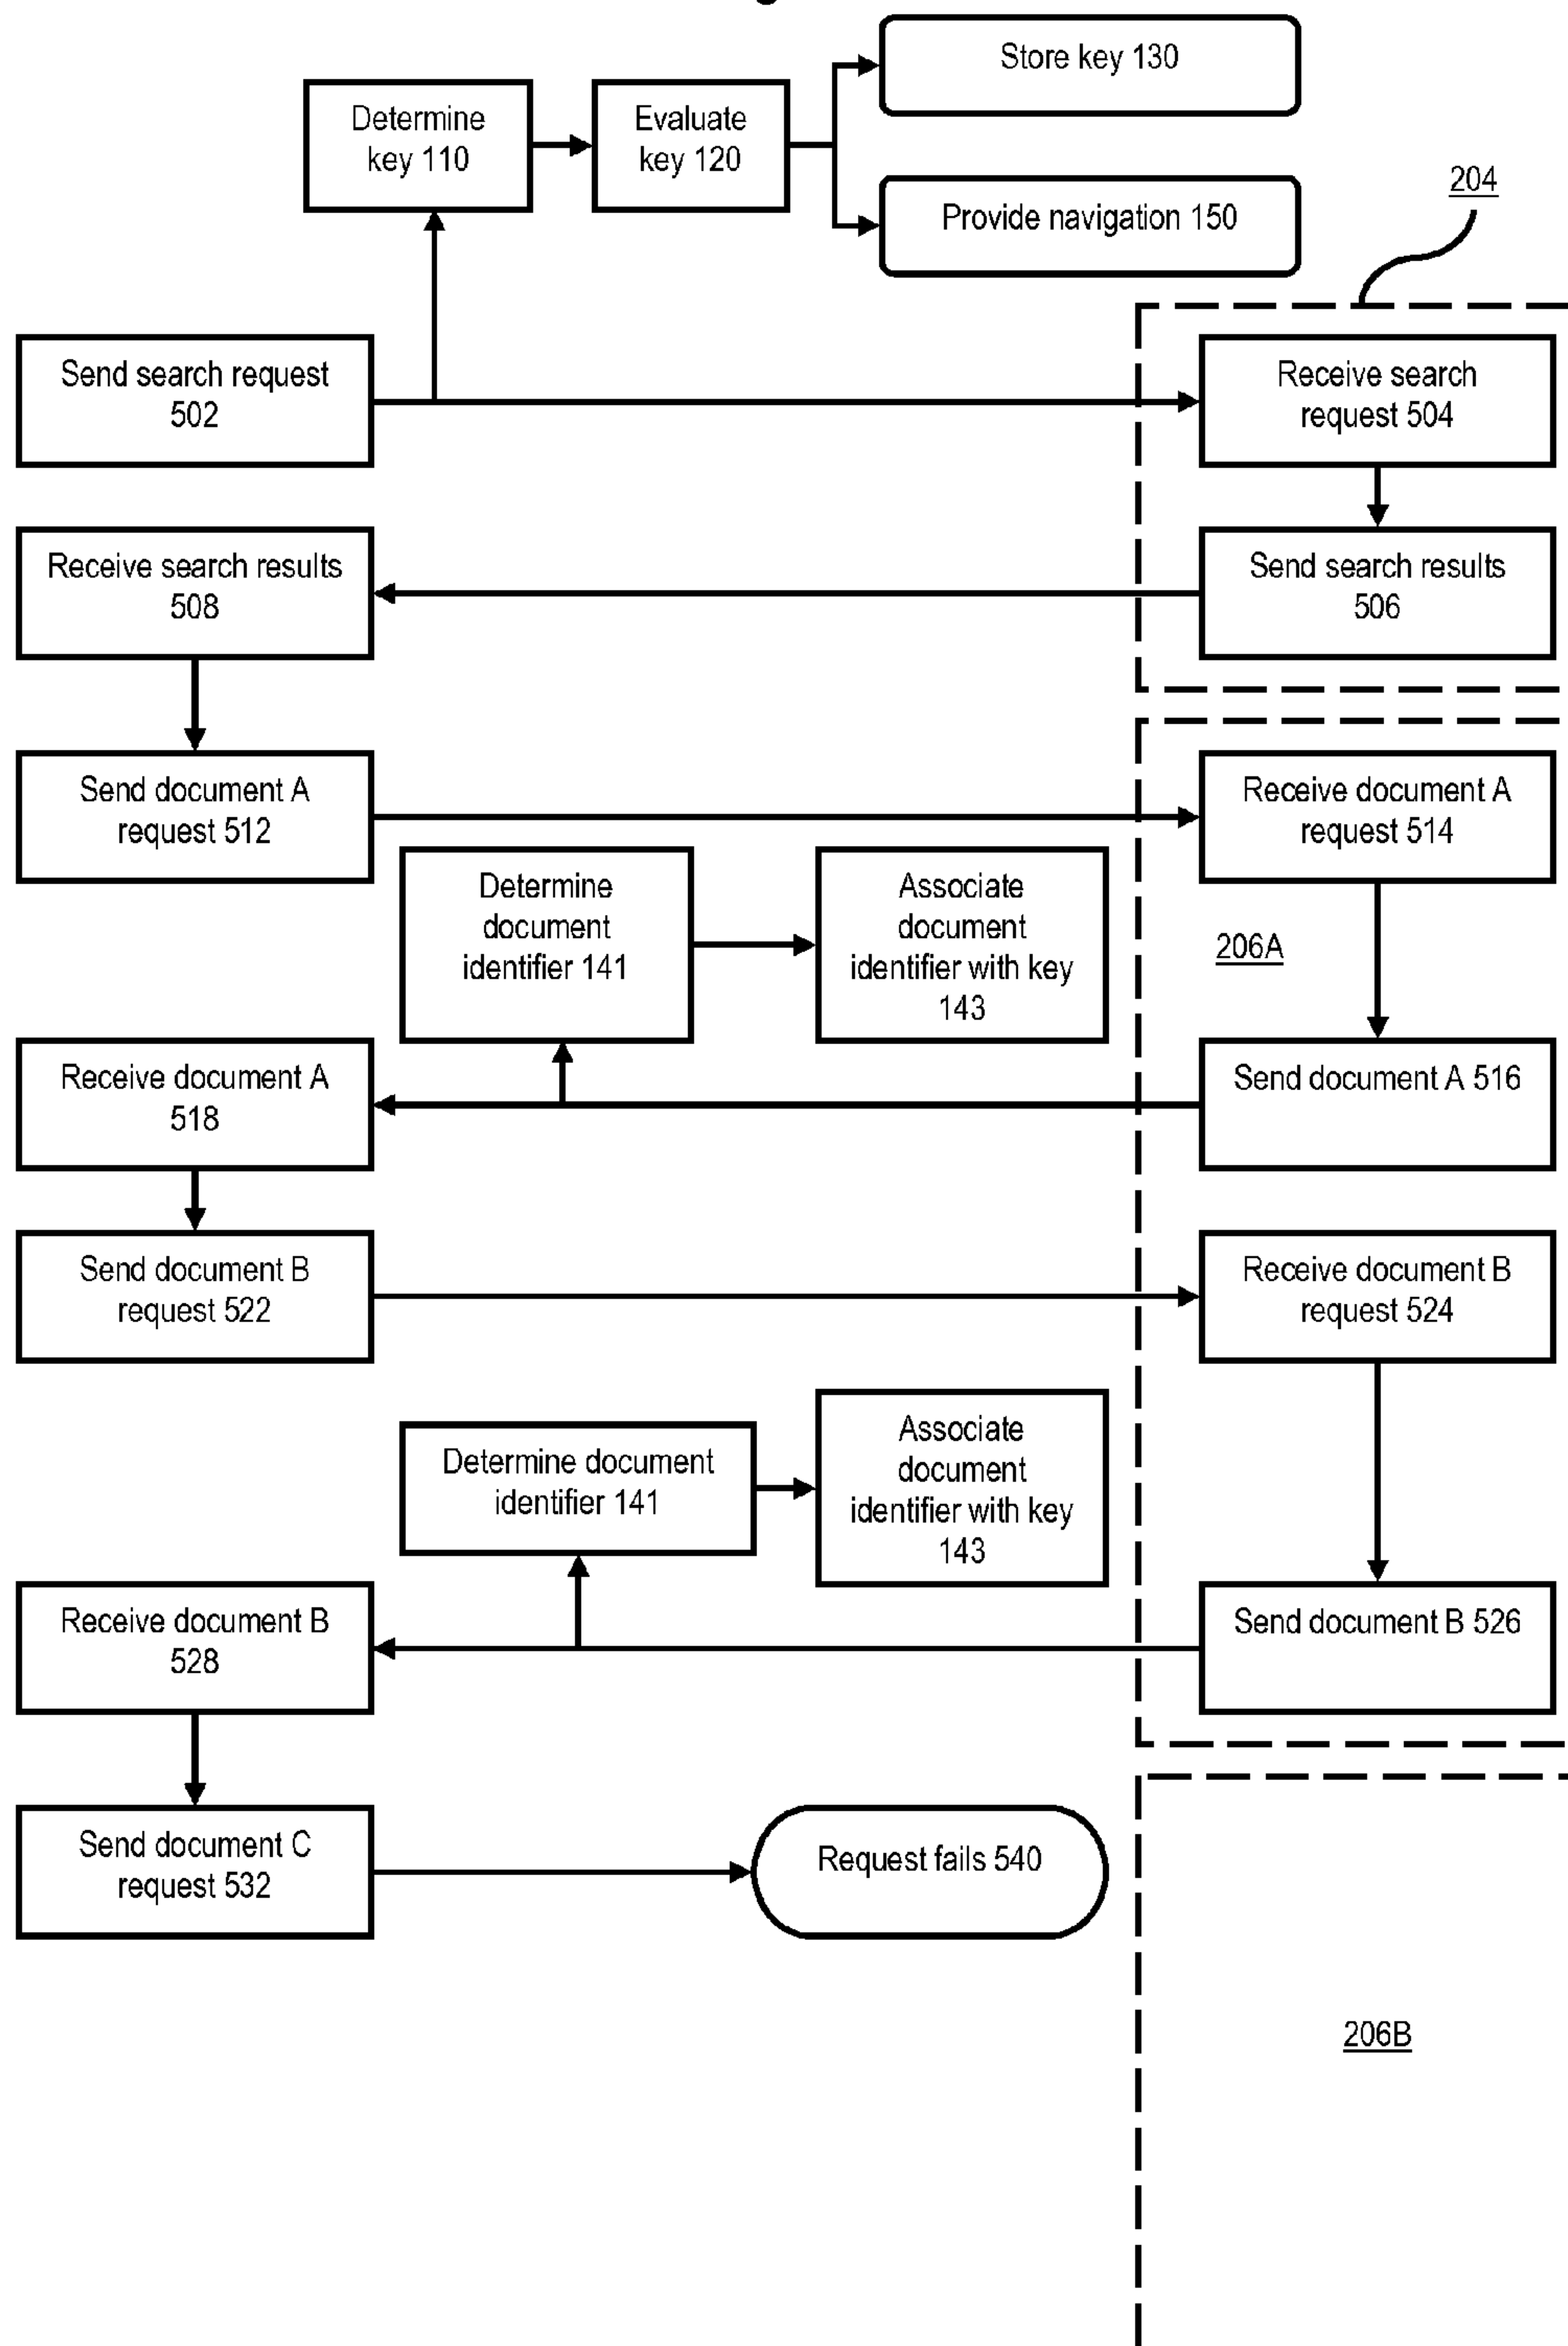 Store key 130
Determine
key 110
Evaluate
key 120
Provide navigation 150
204
Send search request
502
Receive search
request 504
Receive search results
508
Send search results
506
Send document A
request 512
Receive document A
request 514
Determine
document
identifier 141
Associate
document
identifier with key
143
206A
Receive document A
518
Send document A 516
Send document B
request 522
Receive document B
request 524
Determine document
identifier 141
Associate
document
identifier with key
143
Receive document B
528
Send document B 526
Send document C
request 532
Request fails 540
206B